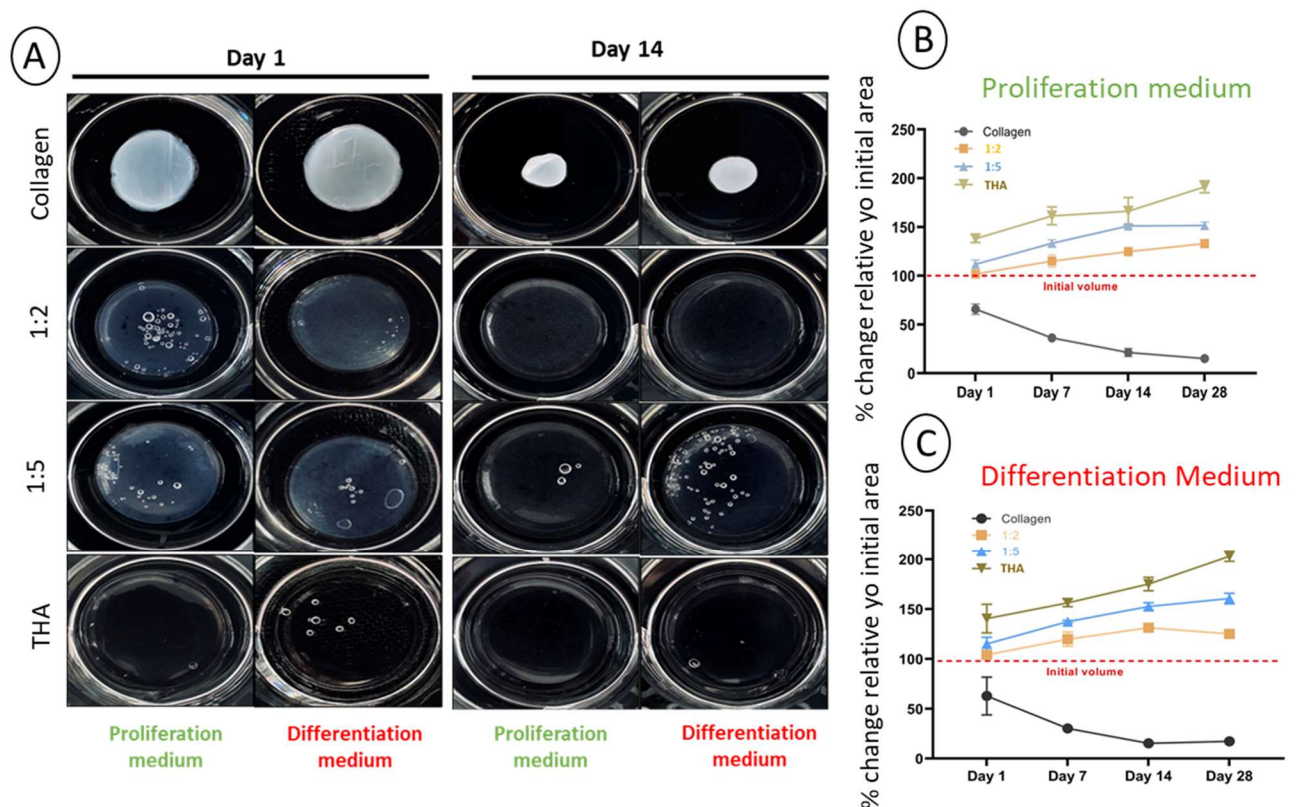 A
Day 1
Day 14
Collagen
1:2
1:5
THA
Proliferation
medium
Differentiation
medium
Proliferation
medium
Differentiation
medium
B
Proliferation medium
% change relative yo initial area
250
200
150
100
50
0
Collagen
1:2
1:5
THA
Initial volume
Day 1
Day 7
Day 14
Day 28
C
Differentiation Medium
% change relative yo initial area
250
200
150
100
50
0
Collagen
1:2
1:5
THA
Initial volume
Day 1
Day 7
Day 14
Day 28